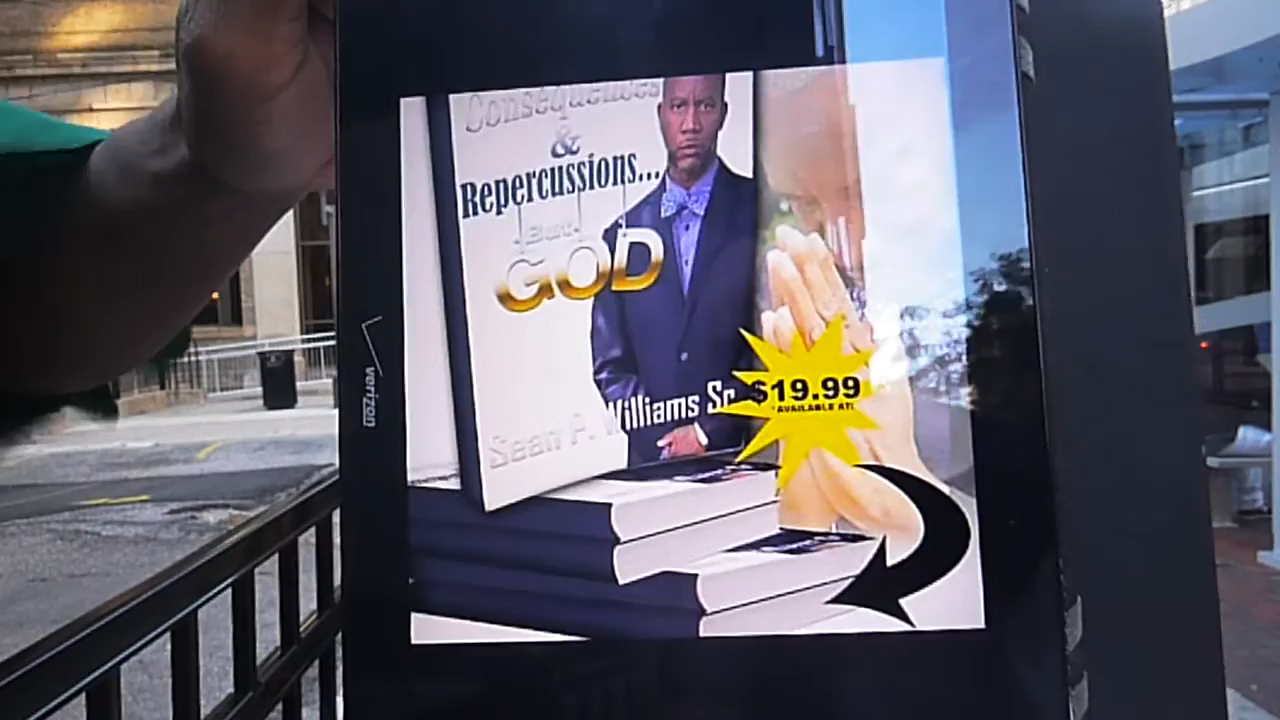 Consequences
&
Repercussions...
But
GOD
Sean P. Williams Sr.
$19.99
AVAILABLE AT:
verizon